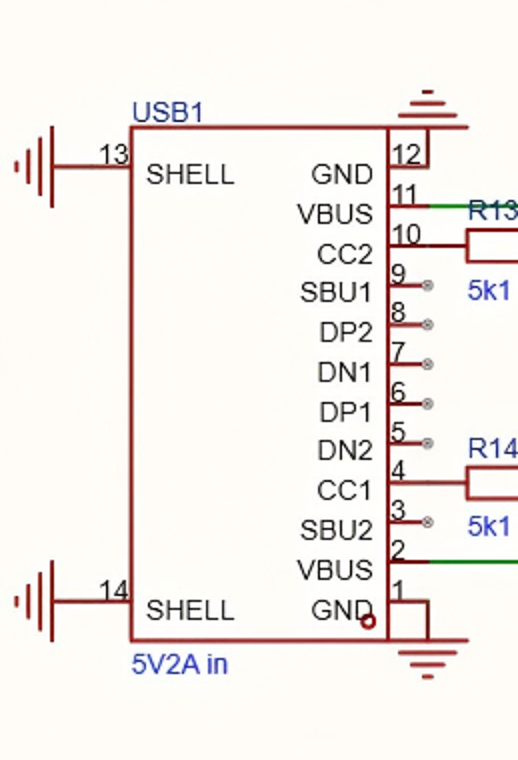 USB1
13
SHELL
GND
12
VBUS
11
R13
CC2
10
SBU1
9
5k1
DP2
8
DN1
7
DP1
6
DN2
5
R14
CC1
4
SBU2
3
5k1
VBUS
2
14
SHELL
GND
1
5V2A in